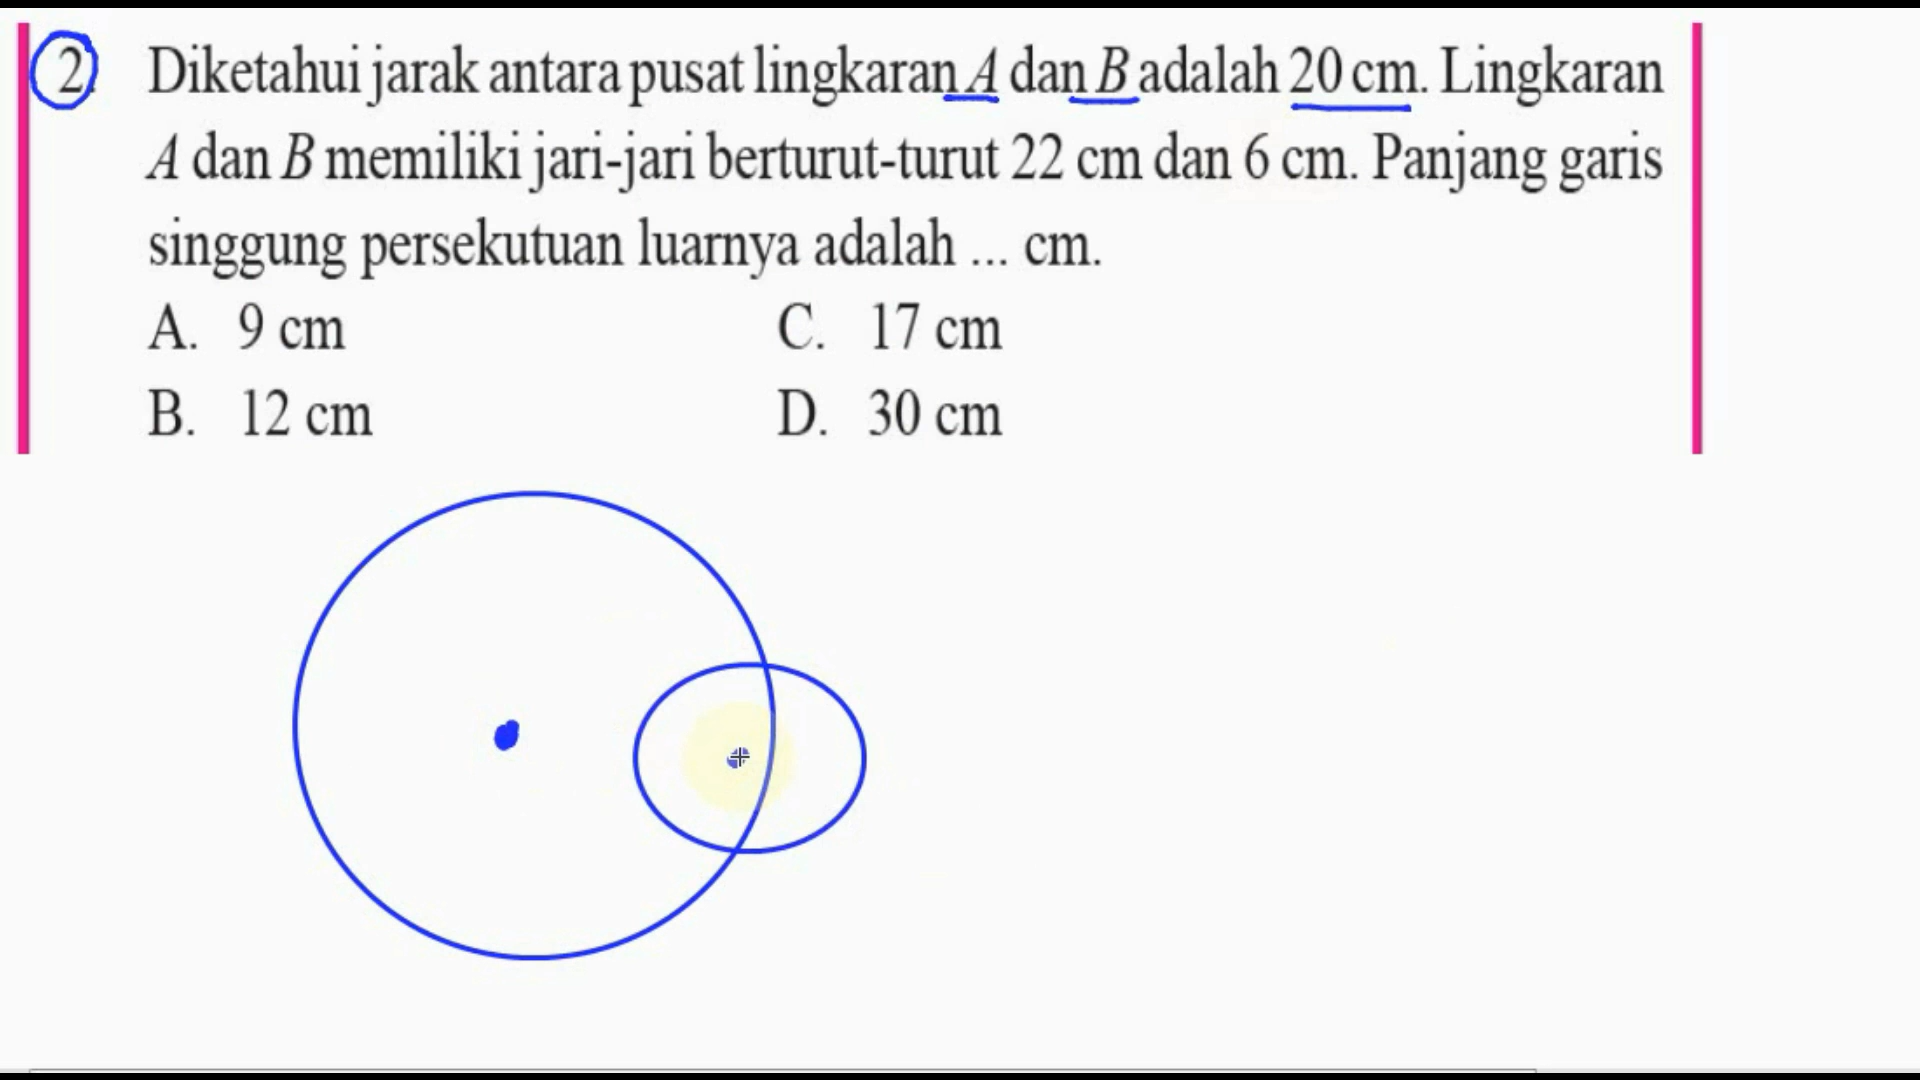 2. Diketahui jarak antara pusat lingkaran A dan B adalah 20 cm. Lingkaran
A dan B memiliki jari-jari berturut-turut 22 cm dan 6 cm. Panjang garis
singgung persekutuan luarnya adalah ... cm.
A. 9 cm C. 17 cm
B. 12 cm D. 30 cm